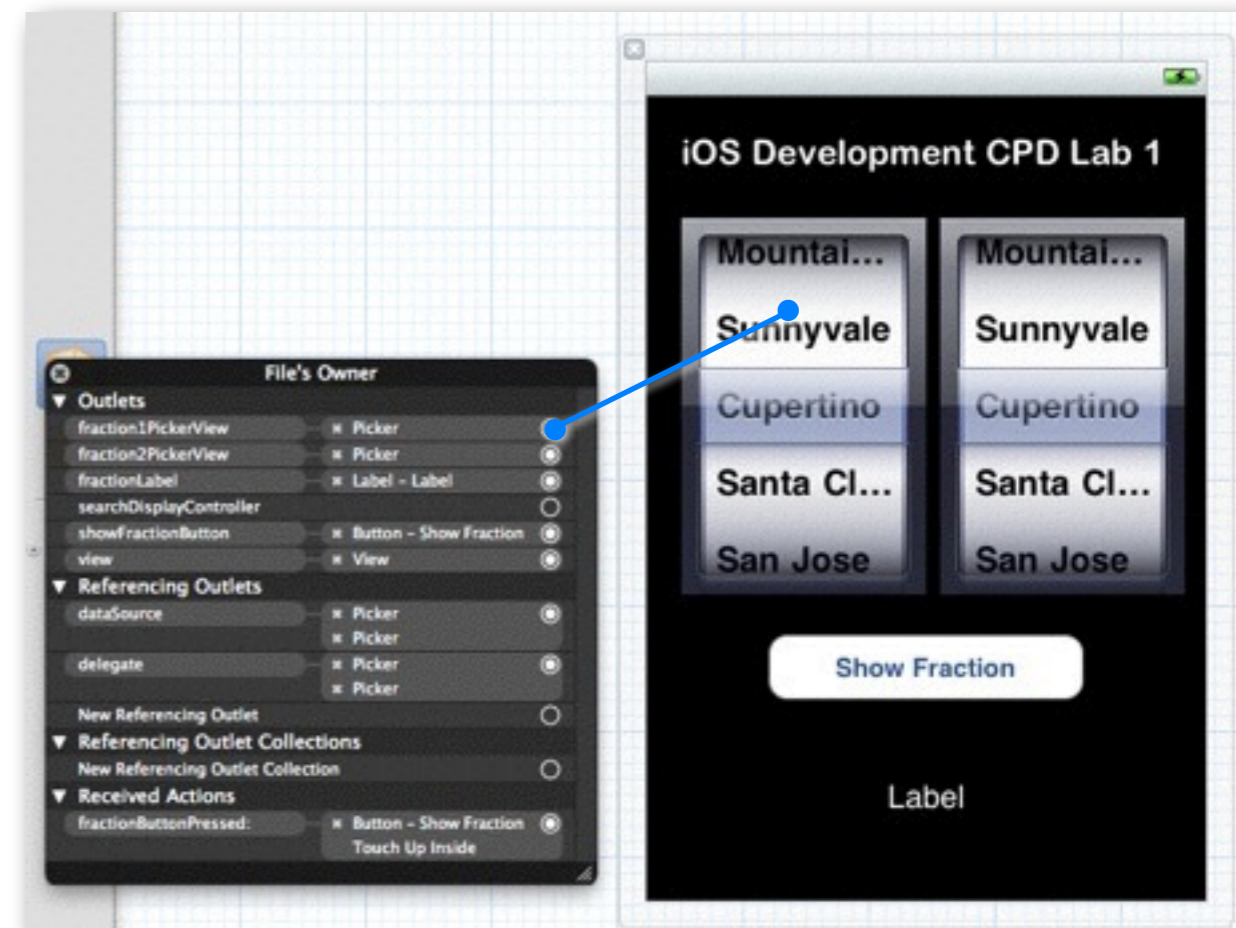 File's Owner
Outlets
fraction1PickerView Picker
fraction2PickerView Picker
fractionLabel Label - Label
searchDisplayController
showFractionButton Button - Show Fraction
view View
Referencing Outlets
dataSource Picker
Picker
delegate Picker
Picker
New Referencing Outlet
Referencing Outlet Collections
New Referencing Outlet Collection
Received Actions
fractionButtonPressed: Button - Show Fraction
Touch Up Inside
iOS Development CPD Lab 1
Mountai... Mountai...
Sunnyvale Sunnyvale
Cupertino Cupertino
Santa Cl... Santa Cl...
San Jose San Jose
Show Fraction
Label